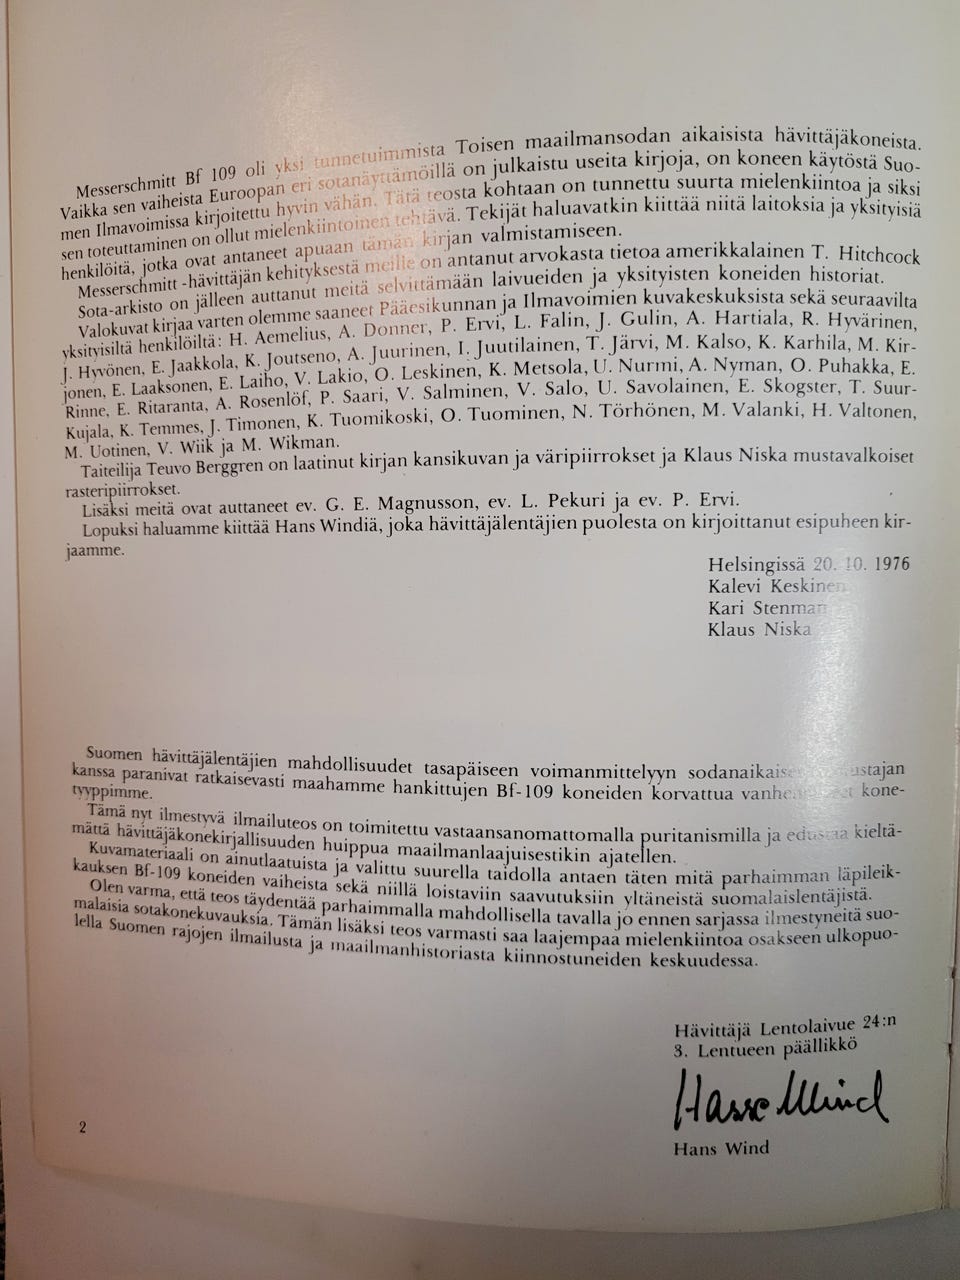 Messerschmitt Bf 109 oli yksi tunnetuimmista Toisen maailmansodan aikaisista hävittäjäkoneista.
Vaikka sen vaiheista Euroopan eri sotanäyttämöillä on julkaistu useita kirjoja, on koneen käytöstä Suo-
men Ilmavoimissa kirjoitettu hyvin vähän. Tätä teosta kohtaan on tunnettu suurta mielenkiintoa ja siksi
sen toteuttaminen on ollut mielenkiintoinen tehtävä. Tekijät haluavatkin kiittää niitä laitoksia ja yksityisiä
henkilöitä, jotka ovat antaneet apuaan tämän kirjan valmistamiseen.
Messerschmitt -hävittäjän kehityksestä meille on antanut arvokasta tietoa amerikkalainen T. Hitchcock
Sota-arkisto on jälleen auttanut meitä selvittämään laivueiden ja yksityisten koneiden historiat.
Valokuvat kirjaa varten olemme saaneet Pääesikunnan ja Ilmavoimien kuvakeskuksista sekä seuraavilta
yksityisiltä henkilöiltä: H. Aemelius, A. Donner, P. Ervi, L. Falin, J. Gulin, A. Hartiala, R. Hyvärinen,
J. Hyvönen, E. Jaakkola, K. Joutseno, A. Juurinen, I. Juutilainen, T. Järvi, M. Kalso, K. Karhila, M. Kir-
jonen, E. Laaksonen, E. Laiho, V. Lakio, O. Leskinen, K. Metsola, U. Nurmi, A. Nyman, O. Puhakka, E.
Rinne, E. Ritaranta, A. Rosenlöf, P. Saari, V. Salminen, V. Salo, U. Savolainen, E. Skogster, T. Suur-
Kujala, K. Temmes, J. Timonen, K. Tuomikoski, O. Tuominen, N. Törhönen, M. Valanki, H. Valtonen,
M. Uotinen, V. Wiik ja M. Wikman.
Taiteilija Teuvo Berggren on laatinut kirjan kansikuvan ja väripiirrokset ja Klaus Niska mustavalkoiset
rasteripiirrokset.
Lisäksi meitä ovat auttaneet ev. G. E. Magnusson, ev. L. Pekuri ja ev. P. Ervi.
Lopuksi haluamme kiittää Hans Windiä, joka hävittäjälentäjien puolesta on kirjoittanut esipuheen kir-
jaamme.
Helsingissä 20. 10. 1976
Kalevi Keskinen
Kari Stenman
Klaus Niska
Suomen hävittäjälentäjien mahdollisuudet tasapäiseen voimanmittelyyn sodanaikaisen vastustajan
kanssa paranivat ratkaisevasti maahamme hankittujen Bf-109 koneiden korvattua vanhentuneet kone-
tyyppimme.
Tämä nyt ilmestyvä ilmailuteos on toimitettu vastaansanomattomalla puritanismilla ja edustaa kieltä-
mättä hävittäjäkonekirjallisuuden huippua maailmanlaajuisestikin ajatellen.
Kuvamateriaali on ainutlaatuista ja valittu suurella taidolla antaen täten mitä parhaimman läpileik-
kauksen Bf-109 koneiden vaiheista sekä niillä loistaviin saavutuksiin yltäneistä suomalaislentäjistä.
Olen varma, että teos täydentää parhaimmalla mahdollisella tavalla jo ennen sarjassa ilmestyneitä suo-
malaisia sotakonekuvauksia. Tämän lisäksi teos varmasti saa laajempaa mielenkiintoa osakseen ulkopuo-
lella Suomen rajojen ilmailusta ja maailmanhistoriasta kiinnostuneiden keskuudessa.
Hävittäjä Lentolaivue 24:n
3. Lentueen päällikkö
Hasse Wind
Hans Wind
2